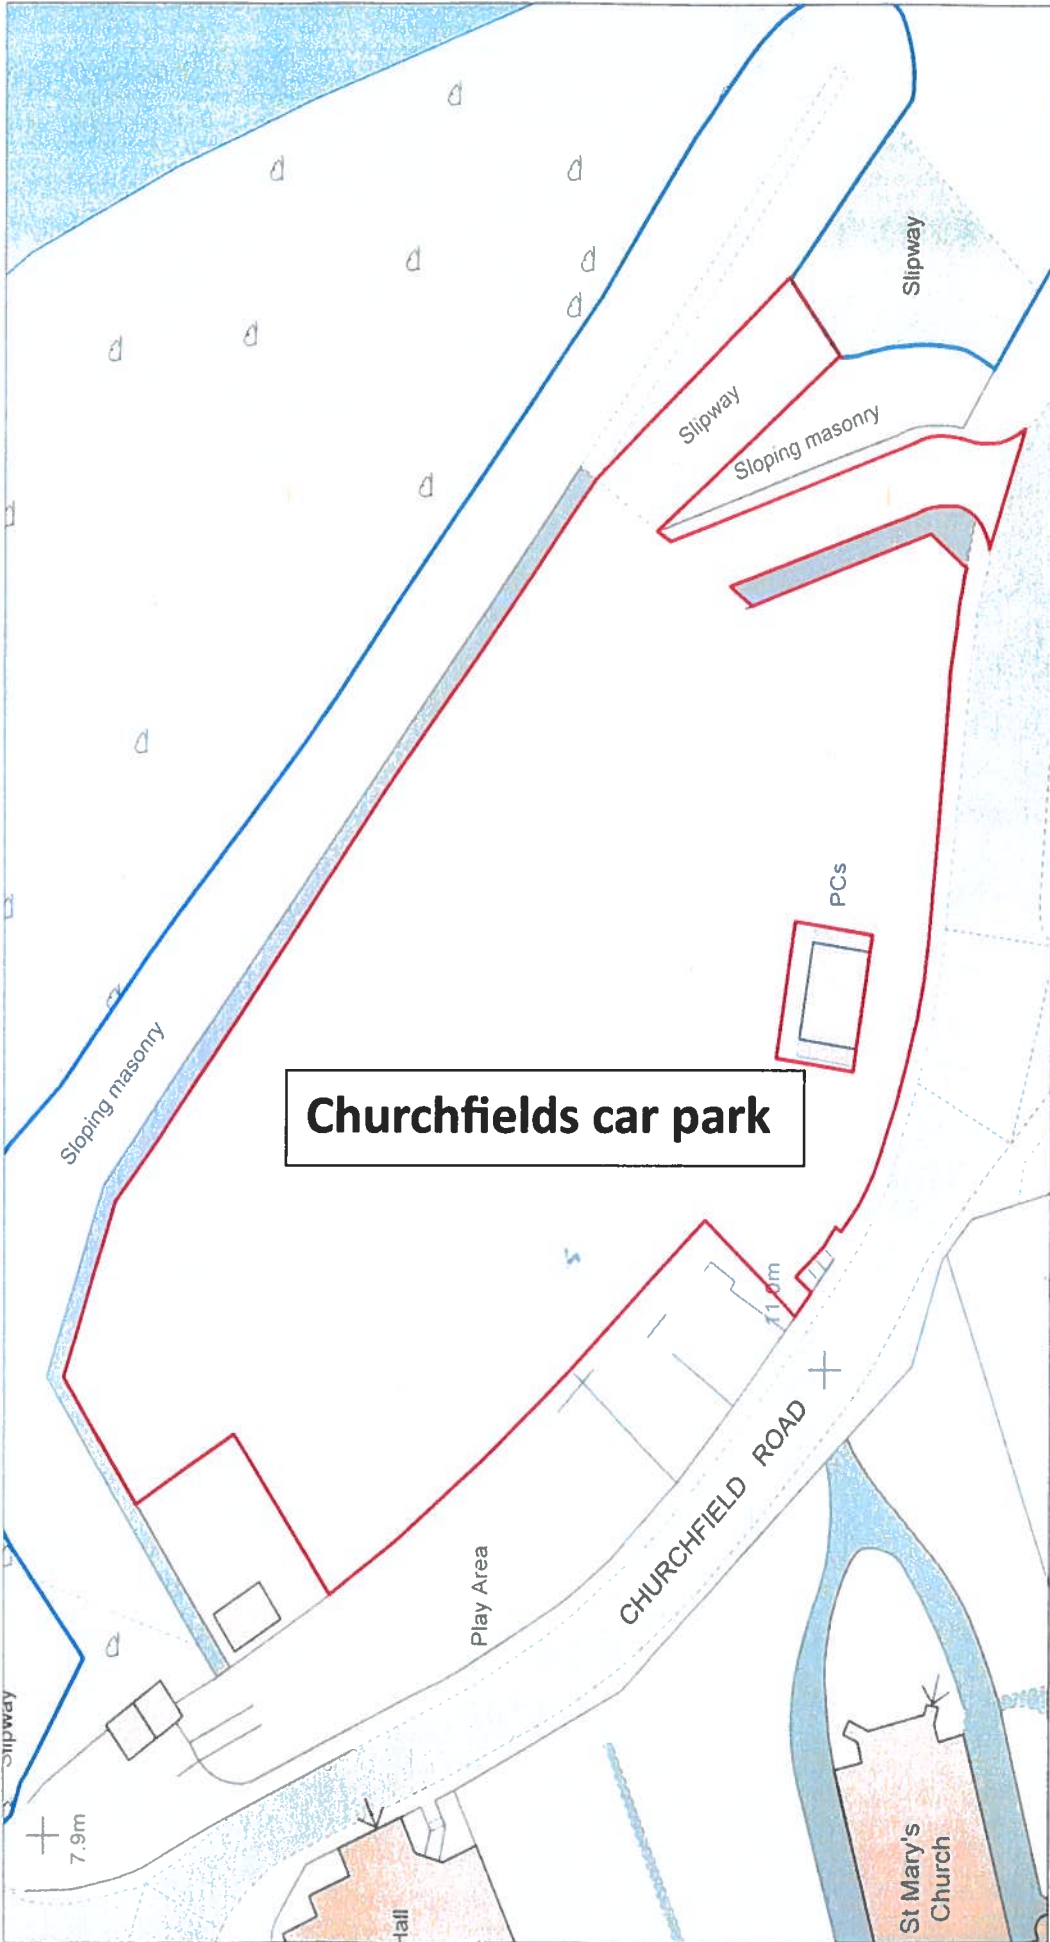 Slipway
Slipway
Sloping masonry
PCs
Sloping masonry
Churchfields car park
11.0m
CHURCHFIELD ROAD
Play Area
Slipway
7.9m
Hall
St Mary's
Church